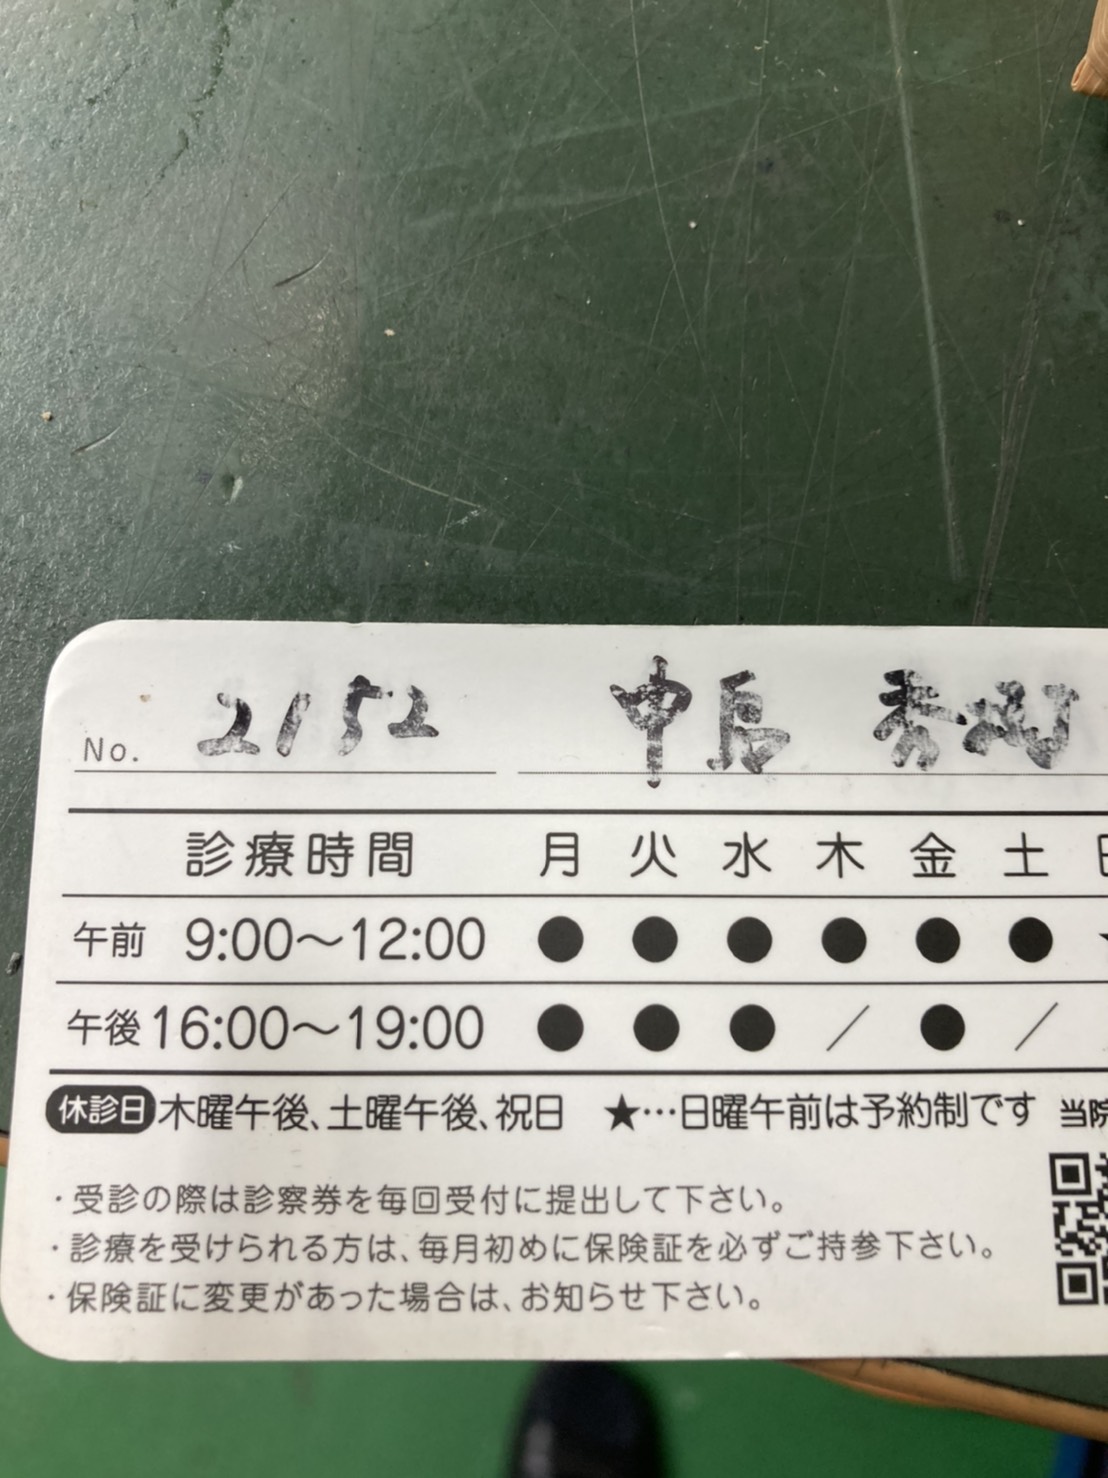 No. 2152 中島 秀樹
診療時間 月 火 水 木 金 土
午前 9:00〜12:00 ● ● ● ● ● ●
午後 16:00〜19:00 ● ● ● ／ ● ／
休診日 木曜午後、土曜午後、祝日 ★…日曜午前は予約制です 当院
・受診の際は診察券を毎回受付に提出して下さい。
・診療を受けられる方は、毎月初めに保険証を必ずご持参下さい。
・保険証に変更があった場合は、お知らせ下さい。